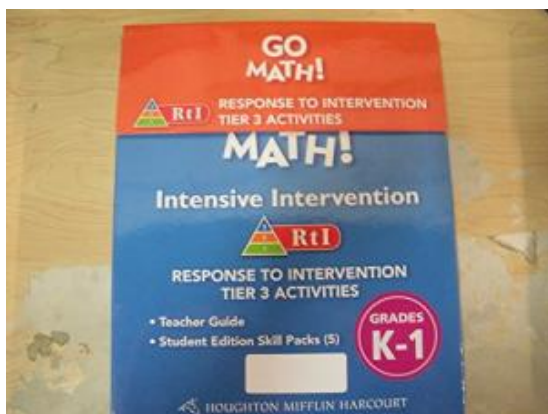 GO
MATH!
RtI RESPONSE TO INTERVENTION
TIER 3 ACTIVITIES
MATH!
Intensive Intervention
RtI
RESPONSE TO INTERVENTION
TIER 3 ACTIVITIES
• Teacher Guide
• Student Edition Skill Packs (5)
GRADES
K-1
HOUGHTON MIFFLIN HARCOURT